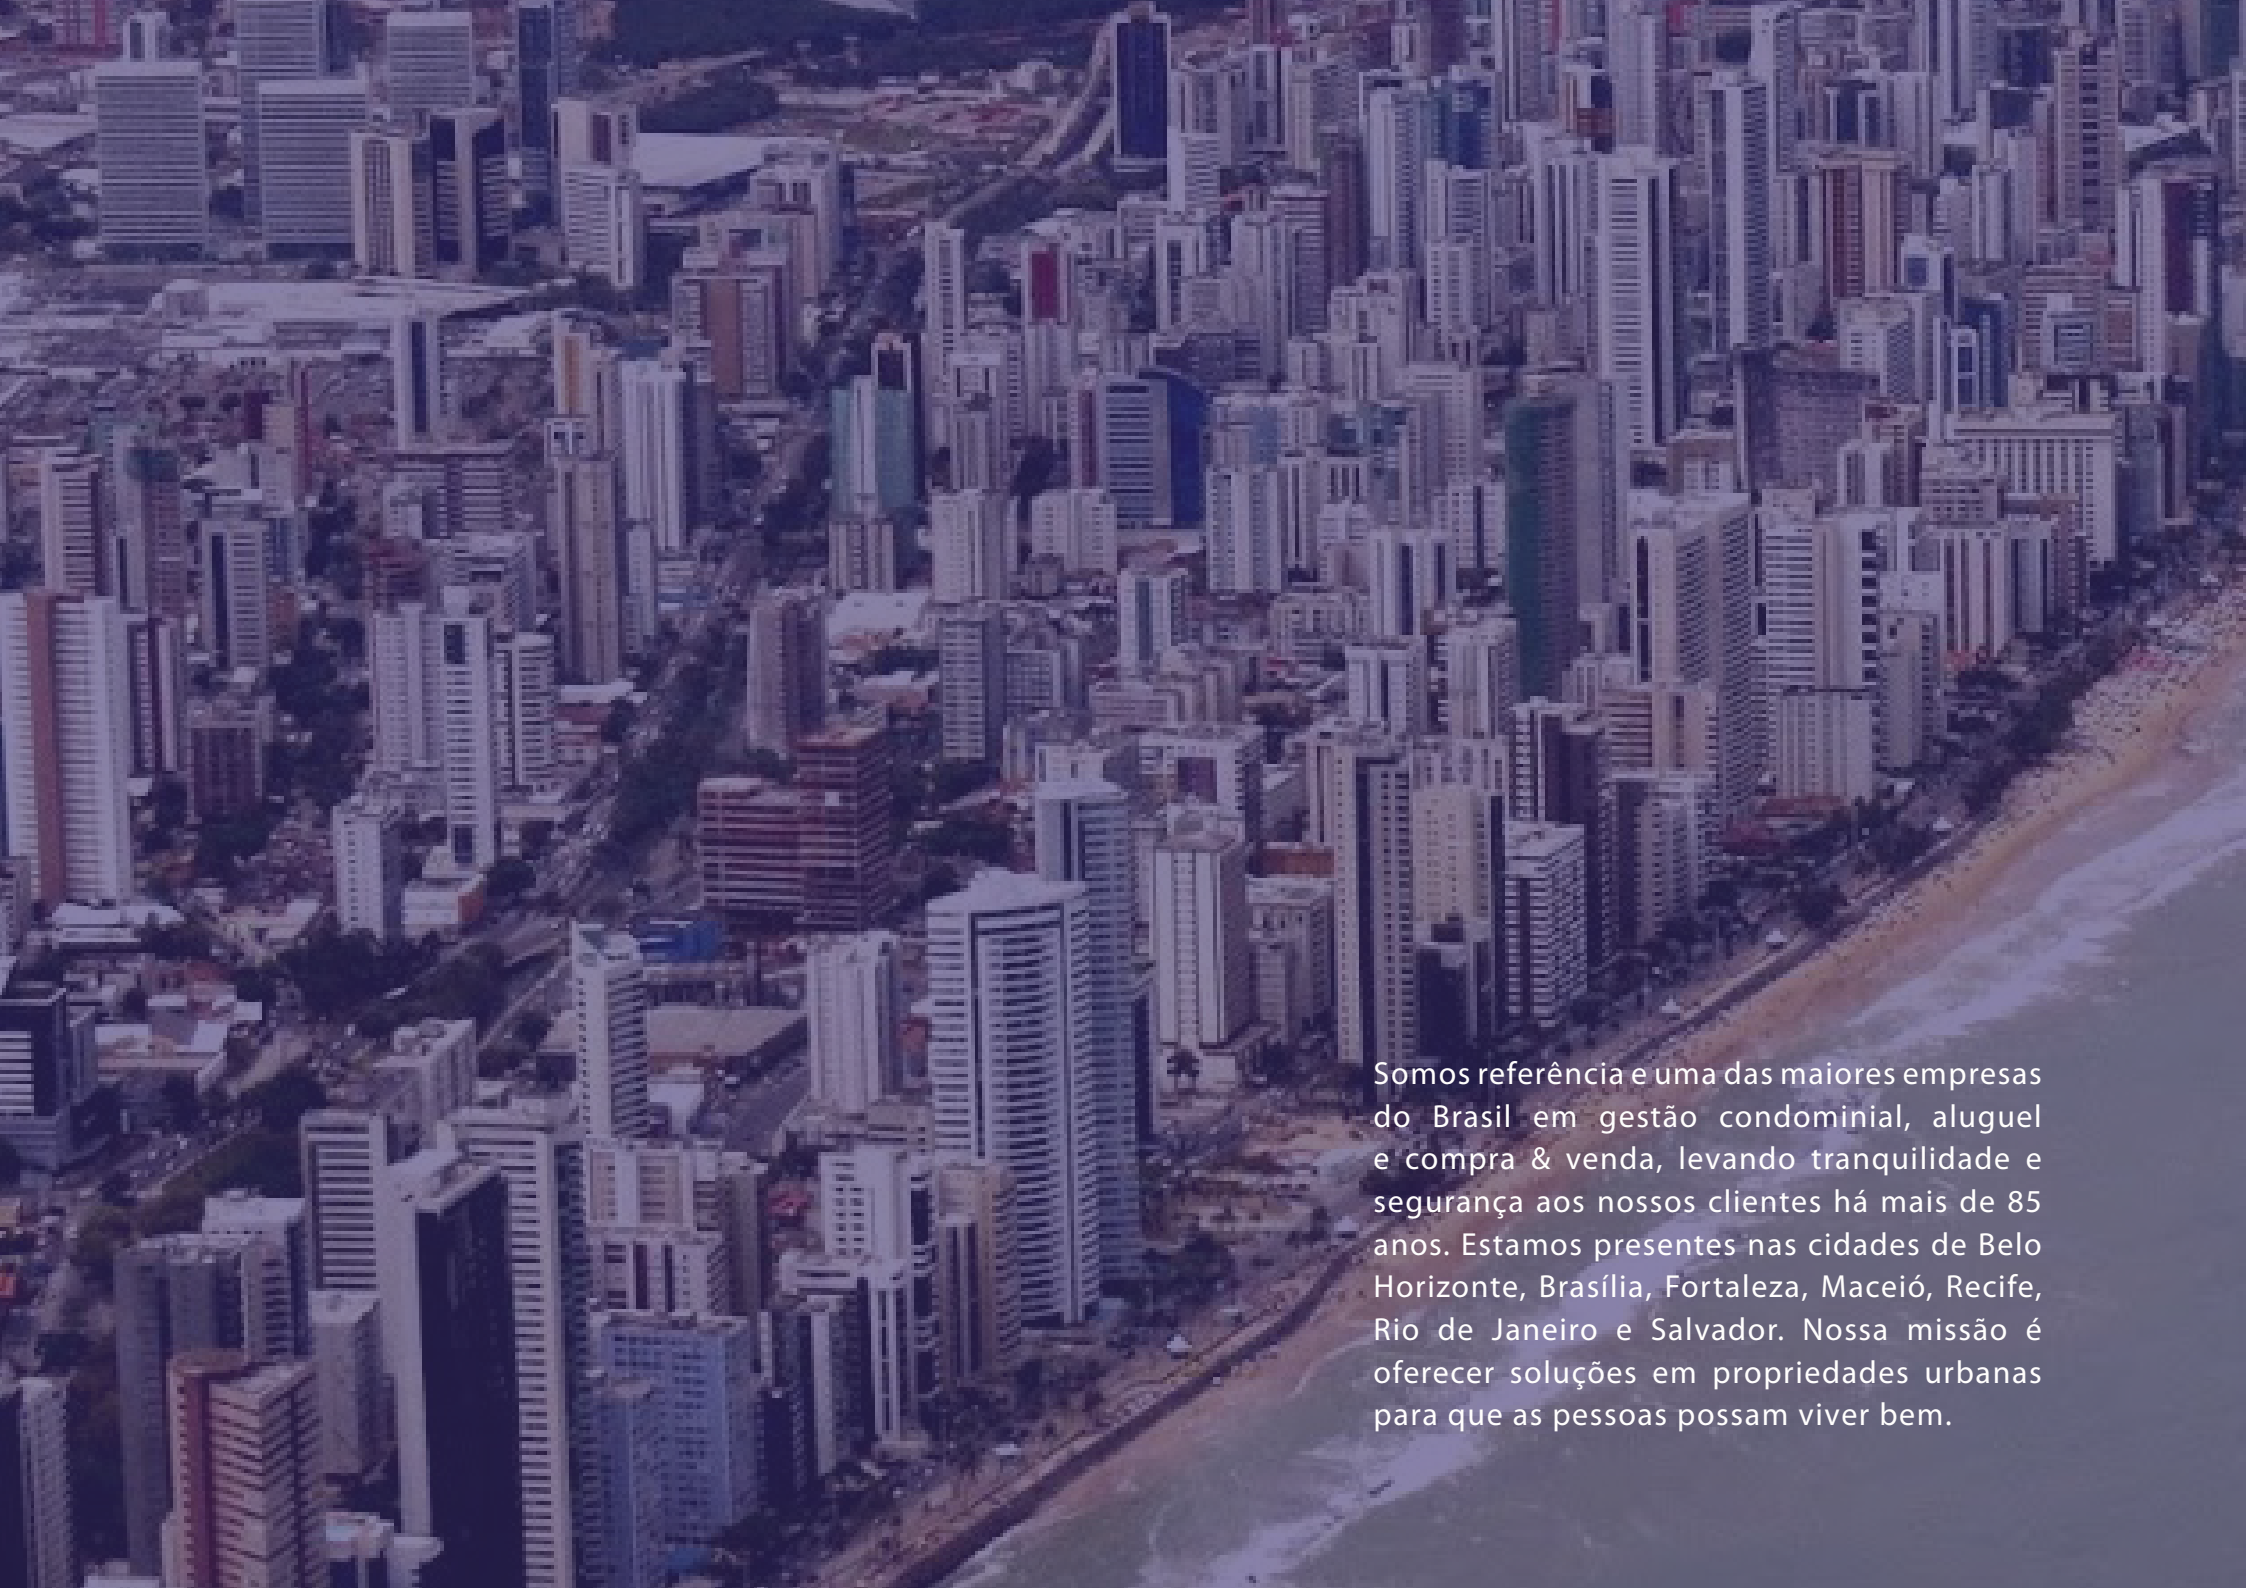 Somos referência e uma das maiores empresas
do Brasil em gestão condominial, aluguel
e compra & venda, levando tranquilidade e
segurança aos nossos clientes há mais de 85
anos. Estamos presentes nas cidades de Belo
Horizonte, Brasília, Fortaleza, Maceió, Recife,
Rio de Janeiro e Salvador. Nossa missão é
oferecer soluções em propriedades urbanas
para que as pessoas possam viver bem.